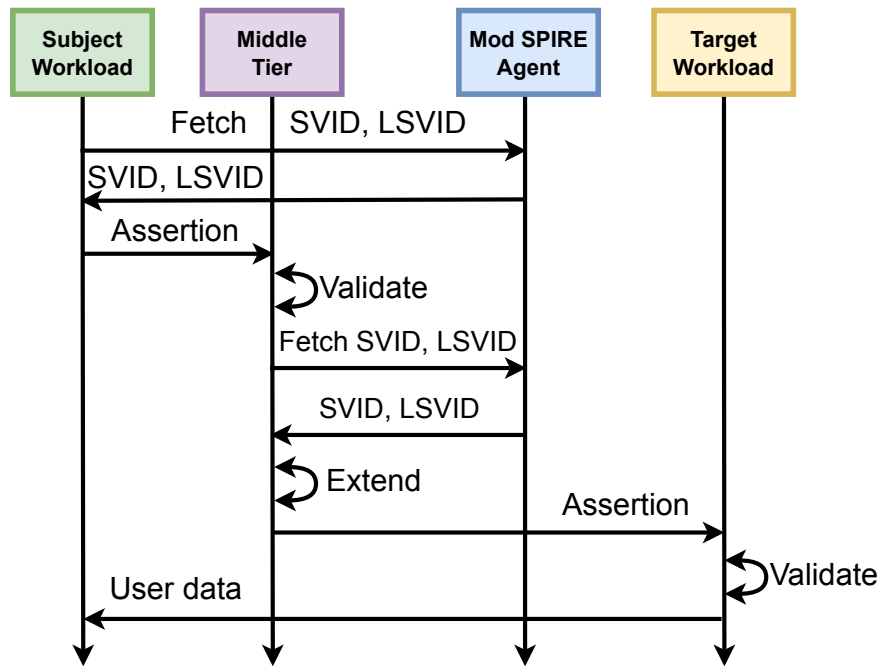 Subject
Workload
Middle
Tier
Mod SPIRE
Agent
Target
Workload
Fetch SVID, LSVID
SVID, LSVID
Assertion
Validate
Fetch SVID, LSVID
SVID, LSVID
Extend
Assertion
Validate
User data